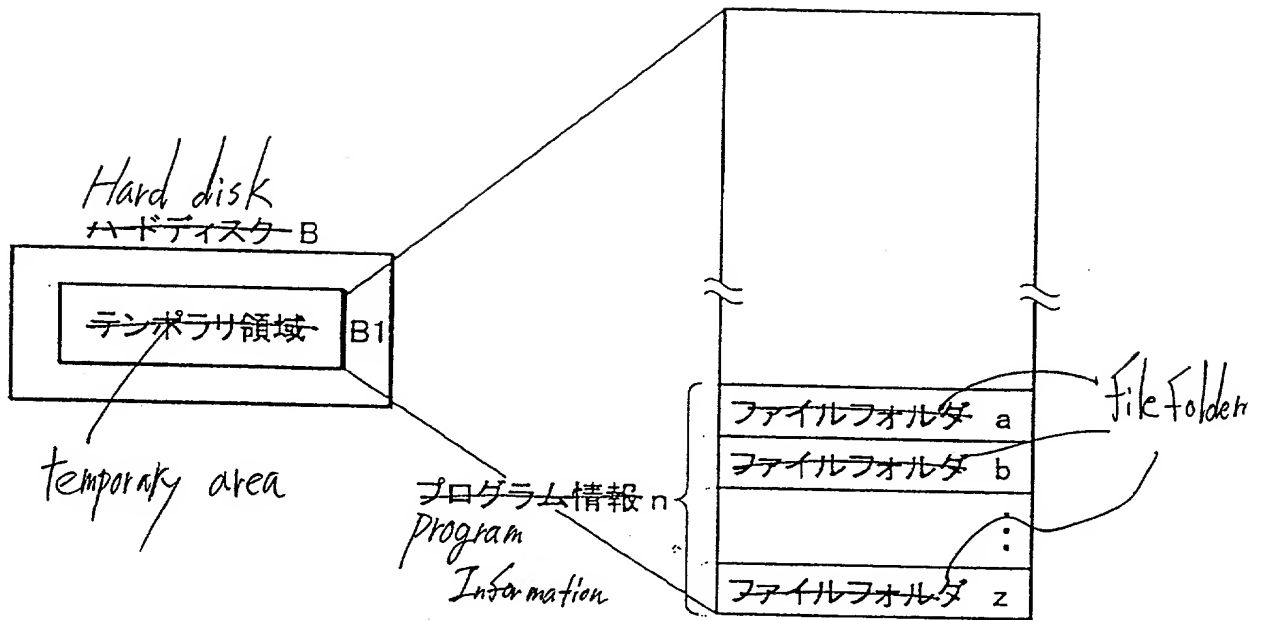 Hard disk
ハードディスク B
テンポラリ領域 B1
temporary area
ファイルフォルダ a
ファイルフォルダ b
⋮
ファイルフォルダ z
file folder
プログラム情報 n
program
Information